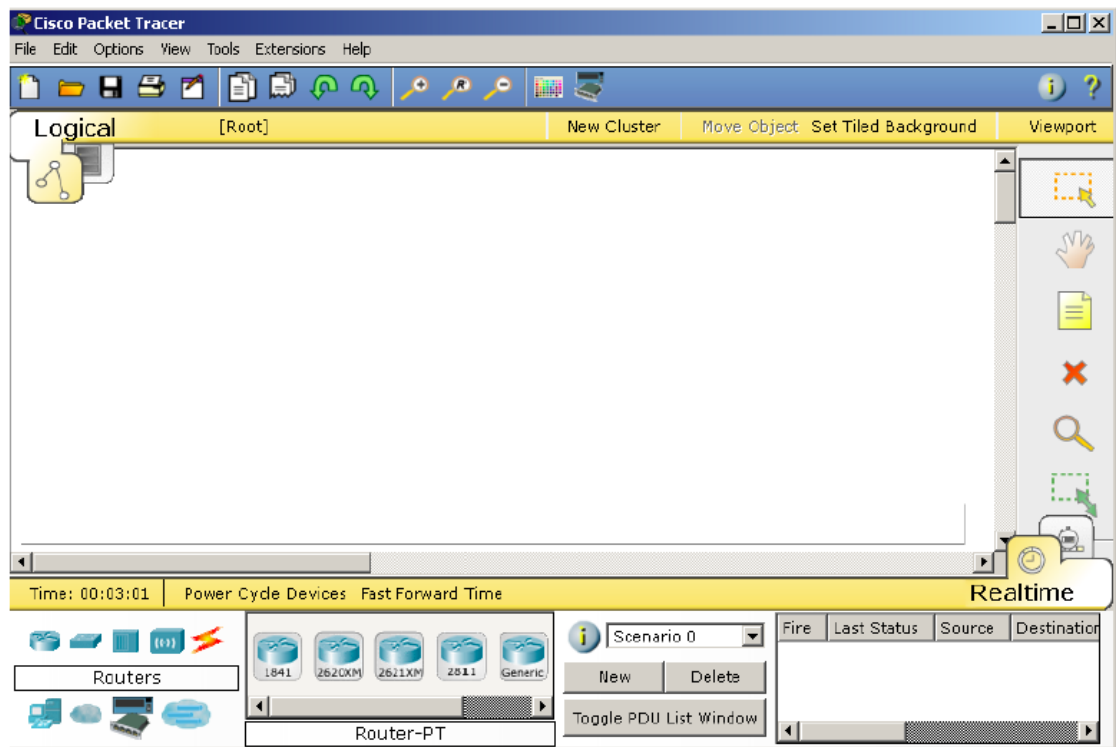 Cisco Packet Tracer
File Edit Options View Tools Extensions Help
R i ?
Logical [Root] New Cluster Move Object Set Tiled Background Viewport
Time: 00:03:01 Power Cycle Devices Fast Forward Time Realtime
i Scenario 0 Fire Last Status Source Destination
1841 2620XM 2621XM 2811 Generic
Routers New Delete
Toggle PDU List Window
Router-PT